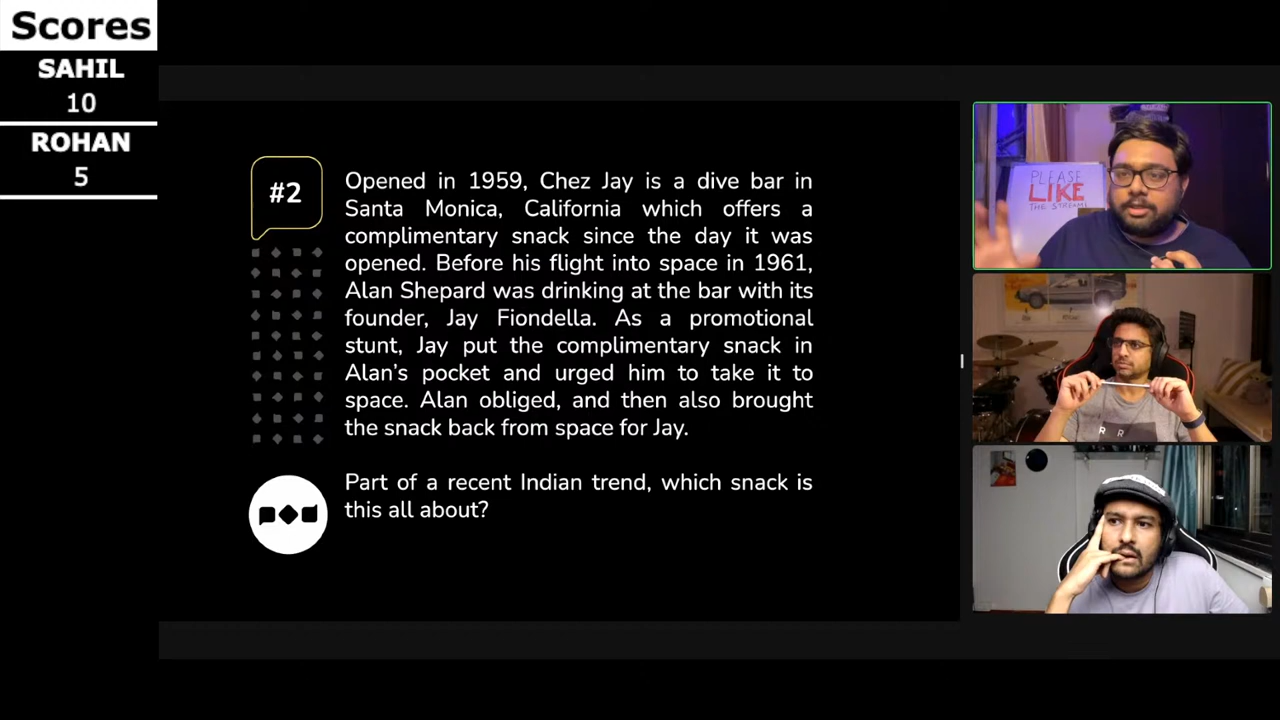 Scores
SAHIL
10
ROHAN
5
#2
Opened in 1959, Chez Jay is a dive bar in
Santa Monica, California which offers a
complimentary snack since the day it was
opened. Before his flight into space in 1961,
Alan Shepard was drinking at the bar with its
founder, Jay Fiondella. As a promotional
stunt, Jay put the complimentary snack in
Alan's pocket and urged him to take it to
space. Alan obliged, and then also brought
the snack back from space for Jay.
Part of a recent Indian trend, which snack is
this all about?
PLEASE
LIKE
THE STREAM